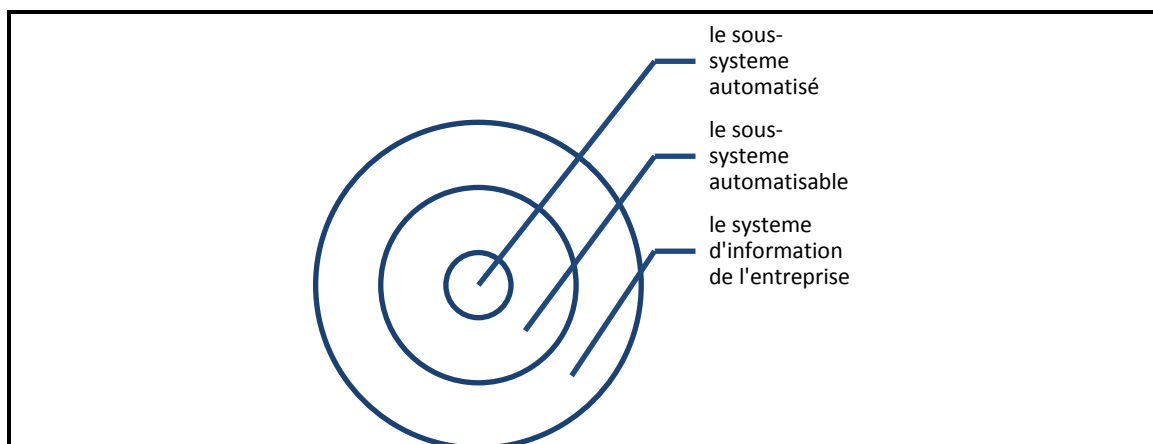 le sous-
systeme
automatisé
le sous-
systeme
automatisable
le systeme
d'information
de l'entreprise